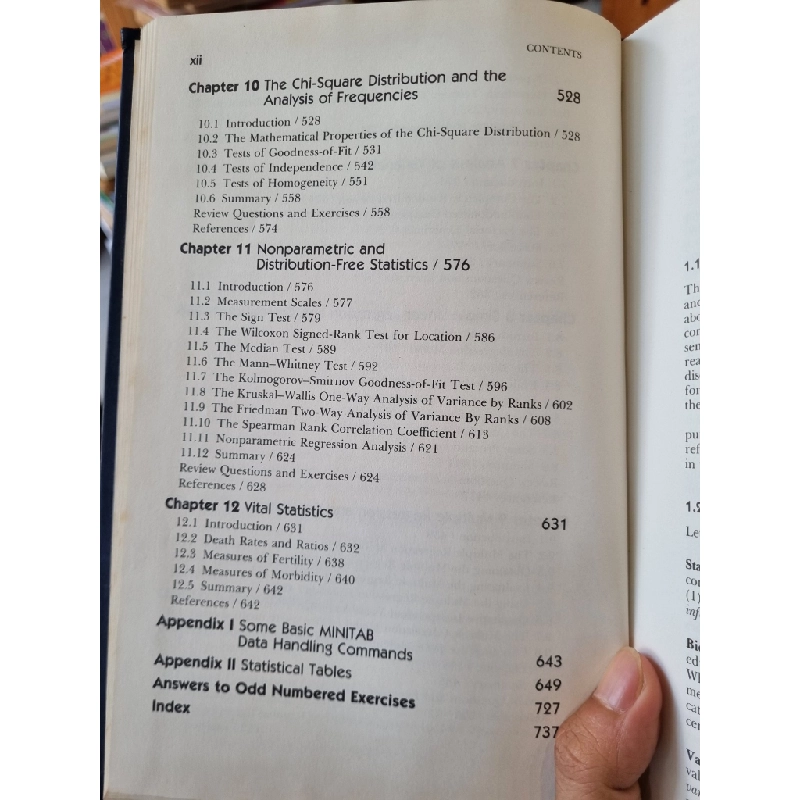 xii
CONTENTS
Chapter 10 The Chi-Square Distribution and the
Analysis of Frequencies 528
10.1 Introduction / 528
10.2 The Mathematical Properties of the Chi-Square Distribution / 528
10.3 Tests of Goodness-of-Fit / 531
10.4 Tests of Independence / 542
10.5 Tests of Homogeneity / 551
10.6 Summary / 558
Review Questions and Exercises / 558
References / 574
Chapter 11 Nonparametric and
Distribution-Free Statistics / 576
11.1 Introduction / 576
11.2 Measurement Scales / 577
11.3 The Sign Test / 579
11.4 The Wilcoxon Signed-Rank Test for Location / 586
11.5 The Median Test / 589
11.6 The Mann–Whitney Test / 592
11.7 The Kolmogorov–Smirnov Goodness-of-Fit Test / 596
11.8 The Kruskal–Wallis One-Way Analysis of Variance by Ranks / 602
11.9 The Friedman Two-Way Analysis of Variance By Ranks / 608
11.10 The Spearman Rank Correlation Coefficient / 613
11.11 Nonparametric Regression Analysis / 621
11.12 Summary / 624
Review Questions and Exercises / 624
References / 628
Chapter 12 Vital Statistics 631
12.1 Introduction / 631
12.2 Death Rates and Ratios / 632
12.3 Measures of Fertility / 638
12.4 Measures of Morbidity / 640
12.5 Summary / 642
References / 642
Appendix I Some Basic MINITAB
Data Handling Commands 643
Appendix II Statistical Tables 649
Answers to Odd Numbered Exercises 727
Index 737